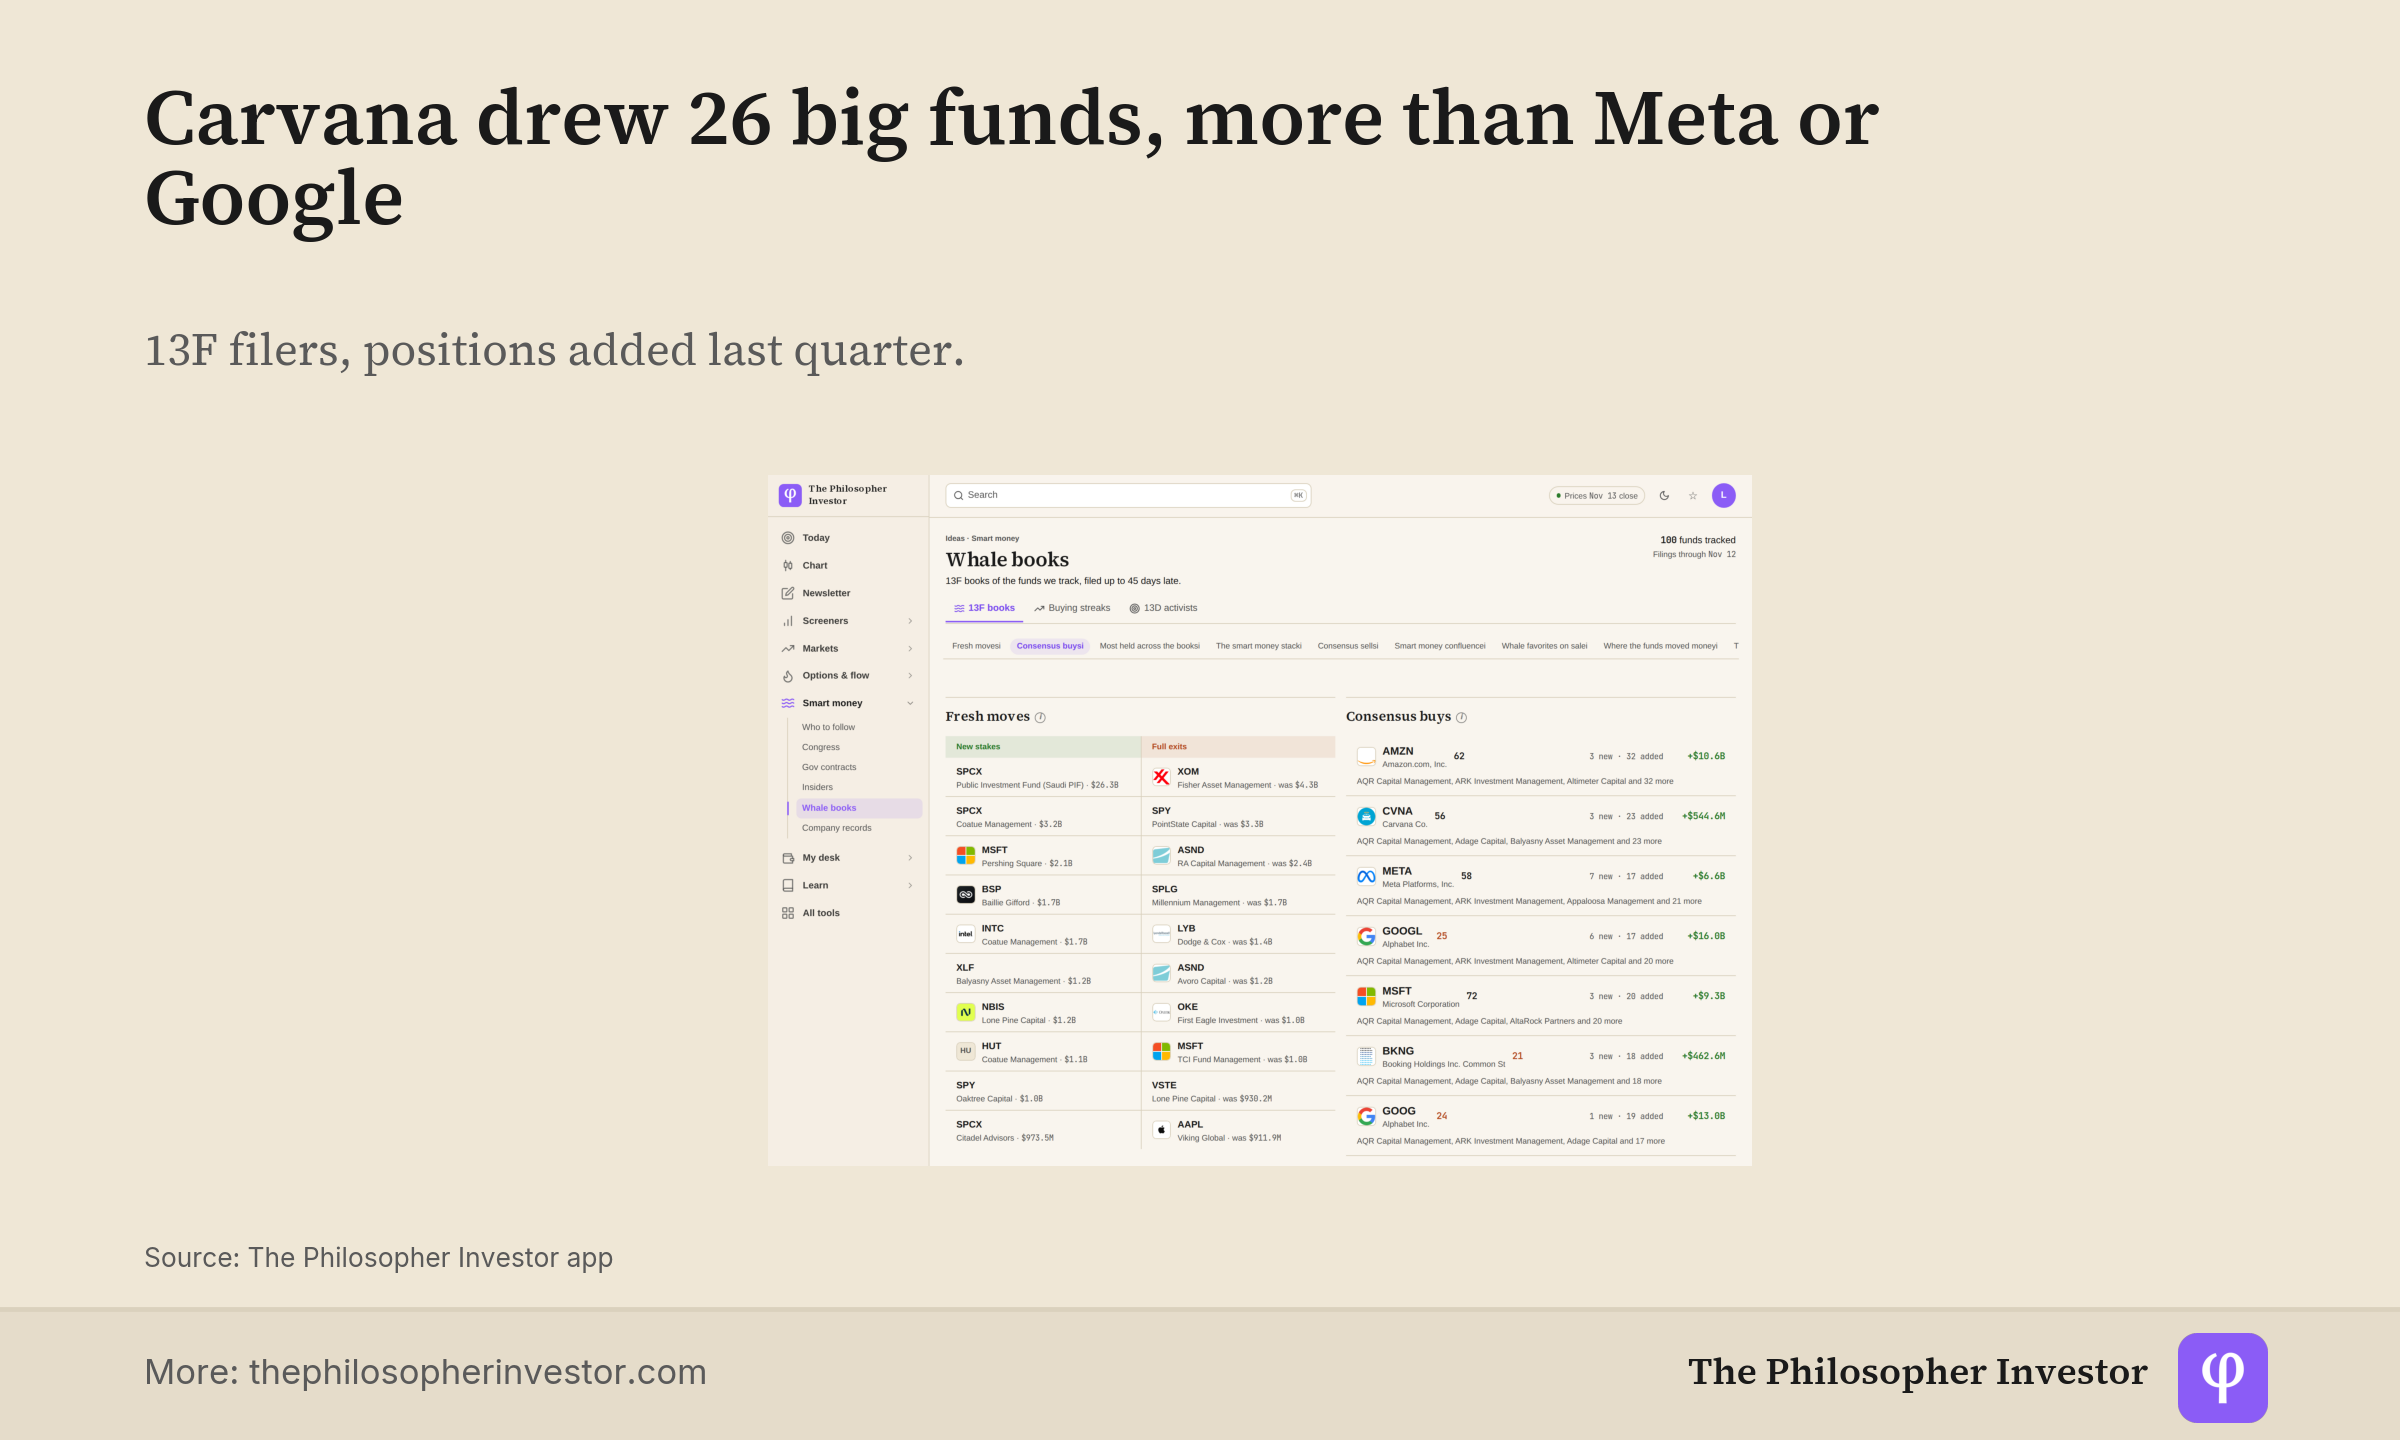 Carvana drew 26 big funds, more than Meta or
Google
13F filers, positions added last quarter.
φ The Philosopher
Investor
Search
⌘K
Prices Nov 13 close
L
Today
Chart
Newsletter
Screeners
Markets
Options & flow
Smart money
Who to follow
Congress
Gov contracts
Insiders
Whale books
Company records
My desk
Learn
All tools
Ideas · Smart money
Whale books
13F books of the funds we track, filed up to 45 days late.
100 funds tracked
Filings through Nov 12
13F books Buying streaks 13D activists
Fresh movesi Consensus buysi Most held across the booksi The smart money stacki Consensus sellsi Smart money confluencei Whale favorites on salei Where the funds moved moneyi T
Fresh moves i
New stakes Full exits
SPCX
Public Investment Fund (Saudi PIF) · $26.3B
XOM
Fisher Asset Management · was $4.3B
SPCX
Coatue Management · $3.2B
SPY
PointState Capital · was $3.3B
MSFT
Pershing Square · $2.1B
ASND
RA Capital Management · was $2.4B
BSP
Baillie Gifford · $1.7B
SPLG
Millennium Management · was $1.7B
intel
INTC
Coatue Management · $1.7B
LYB
Dodge & Cox · was $1.4B
XLF
Balyasny Asset Management · $1.2B
ASND
Avoro Capital · was $1.2B
NBIS
Lone Pine Capital · $1.2B
OKE
First Eagle Investment · was $1.0B
HU
HUT
Coatue Management · $1.1B
MSFT
TCI Fund Management · was $1.0B
SPY
Oaktree Capital · $1.0B
VSTE
Lone Pine Capital · was $930.2M
SPCX
Citadel Advisors · $973.5M
AAPL
Viking Global · was $911.9M
Consensus buys i
AMZN
Amazon.com, Inc. 62 3 new · 32 added +$10.6B
AQR Capital Management, ARK Investment Management, Altimeter Capital and 32 more
CVNA
Carvana Co. 56 3 new · 23 added +$544.6M
AQR Capital Management, Adage Capital, Balyasny Asset Management and 23 more
META
Meta Platforms, Inc. 58 7 new · 17 added +$6.6B
AQR Capital Management, ARK Investment Management, Appaloosa Management and 21 more
GOOGL
Alphabet Inc. 25 6 new · 17 added +$16.0B
AQR Capital Management, ARK Investment Management, Altimeter Capital and 20 more
MSFT
Microsoft Corporation 72 3 new · 20 added +$9.3B
AQR Capital Management, Adage Capital, AltaRock Partners and 20 more
BKNG
Booking Holdings Inc. Common St 21 3 new · 18 added +$462.6M
AQR Capital Management, Adage Capital, Balyasny Asset Management and 18 more
GOOG
Alphabet Inc. 24 1 new · 19 added +$13.0B
AQR Capital Management, ARK Investment Management, Adage Capital and 17 more
Source: The Philosopher Investor app
More: thephilosopherinvestor.com
The Philosopher Investor φ